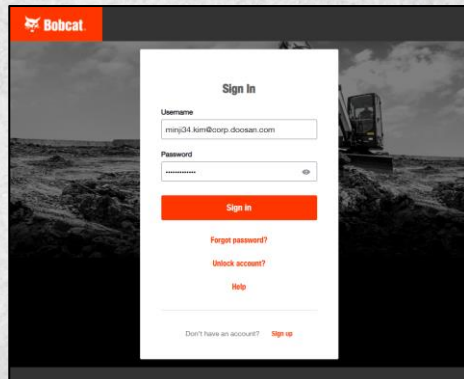 Bobcat.
Sign In
Username
minji34.kim@corp.doosan.com
Password
•••••••••••••
Sign in
Forgot password?
Unlock account?
Help
Don't have an account? Sign up